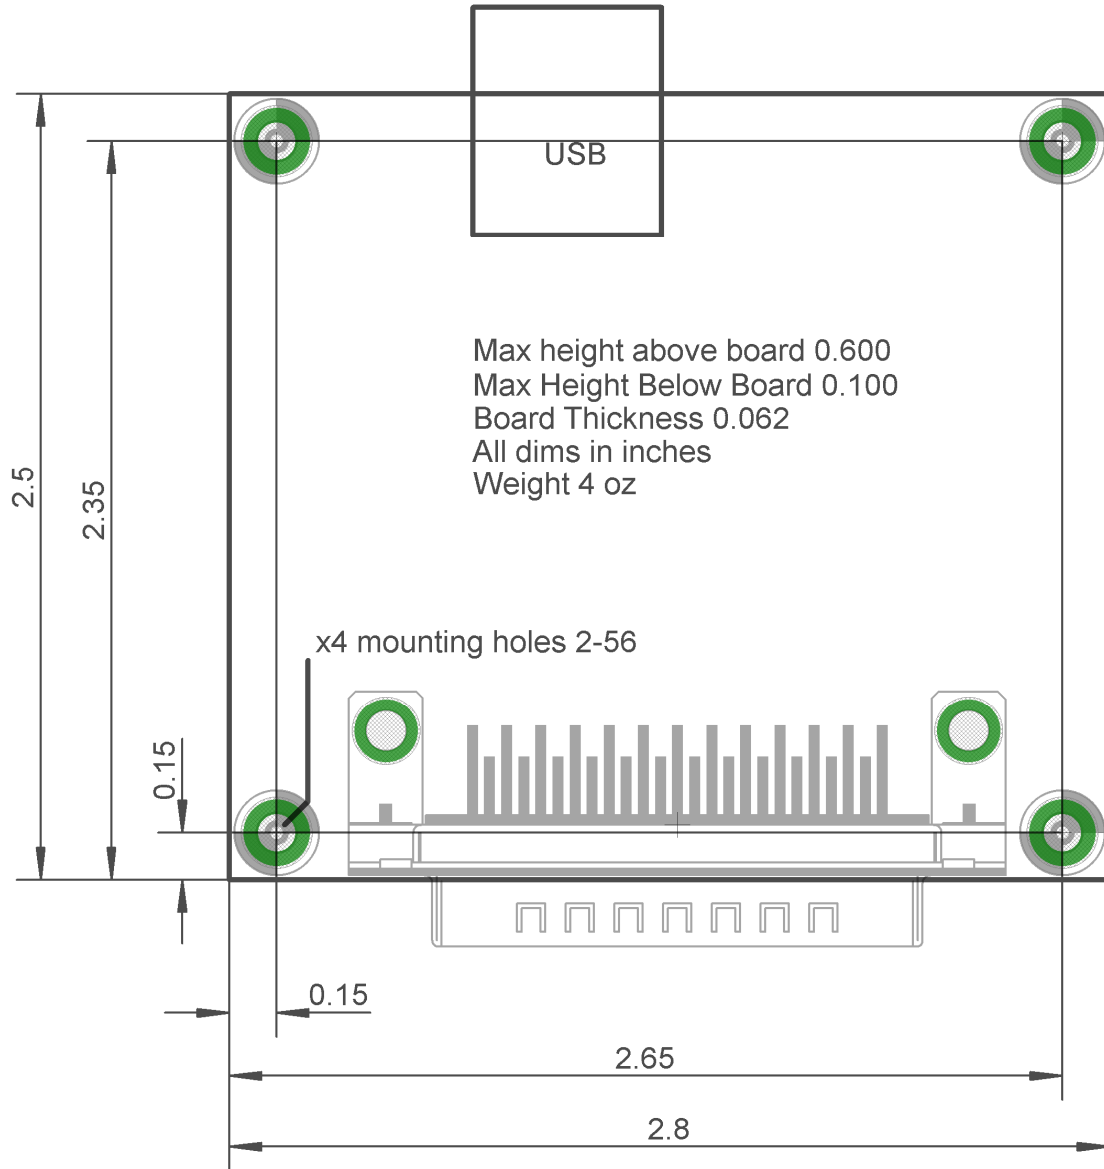 USB
Max height above board 0.600
Max Height Below Board 0.100
Board Thickness 0.062
All dims in inches
Weight 4 oz
2.5
2.35
x4 mounting holes 2-56
0.15
0.15
2.65
2.8